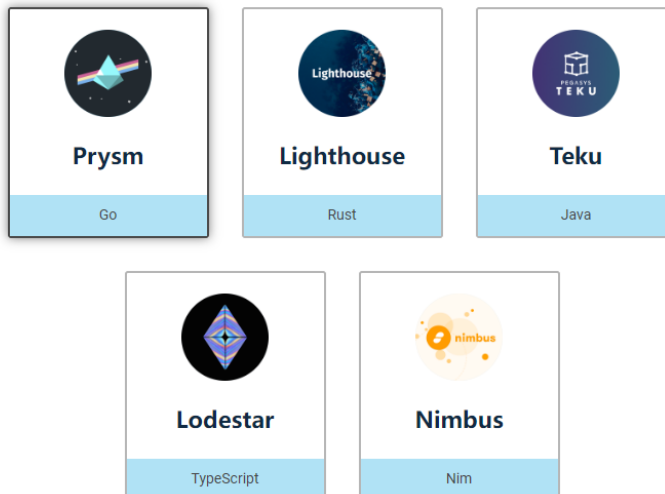 Lighthouse
PEGASYS
TEKU
Prysm
Lighthouse
Teku
Go
Rust
Java
nimbus
Lodestar
Nimbus
TypeScript
Nim